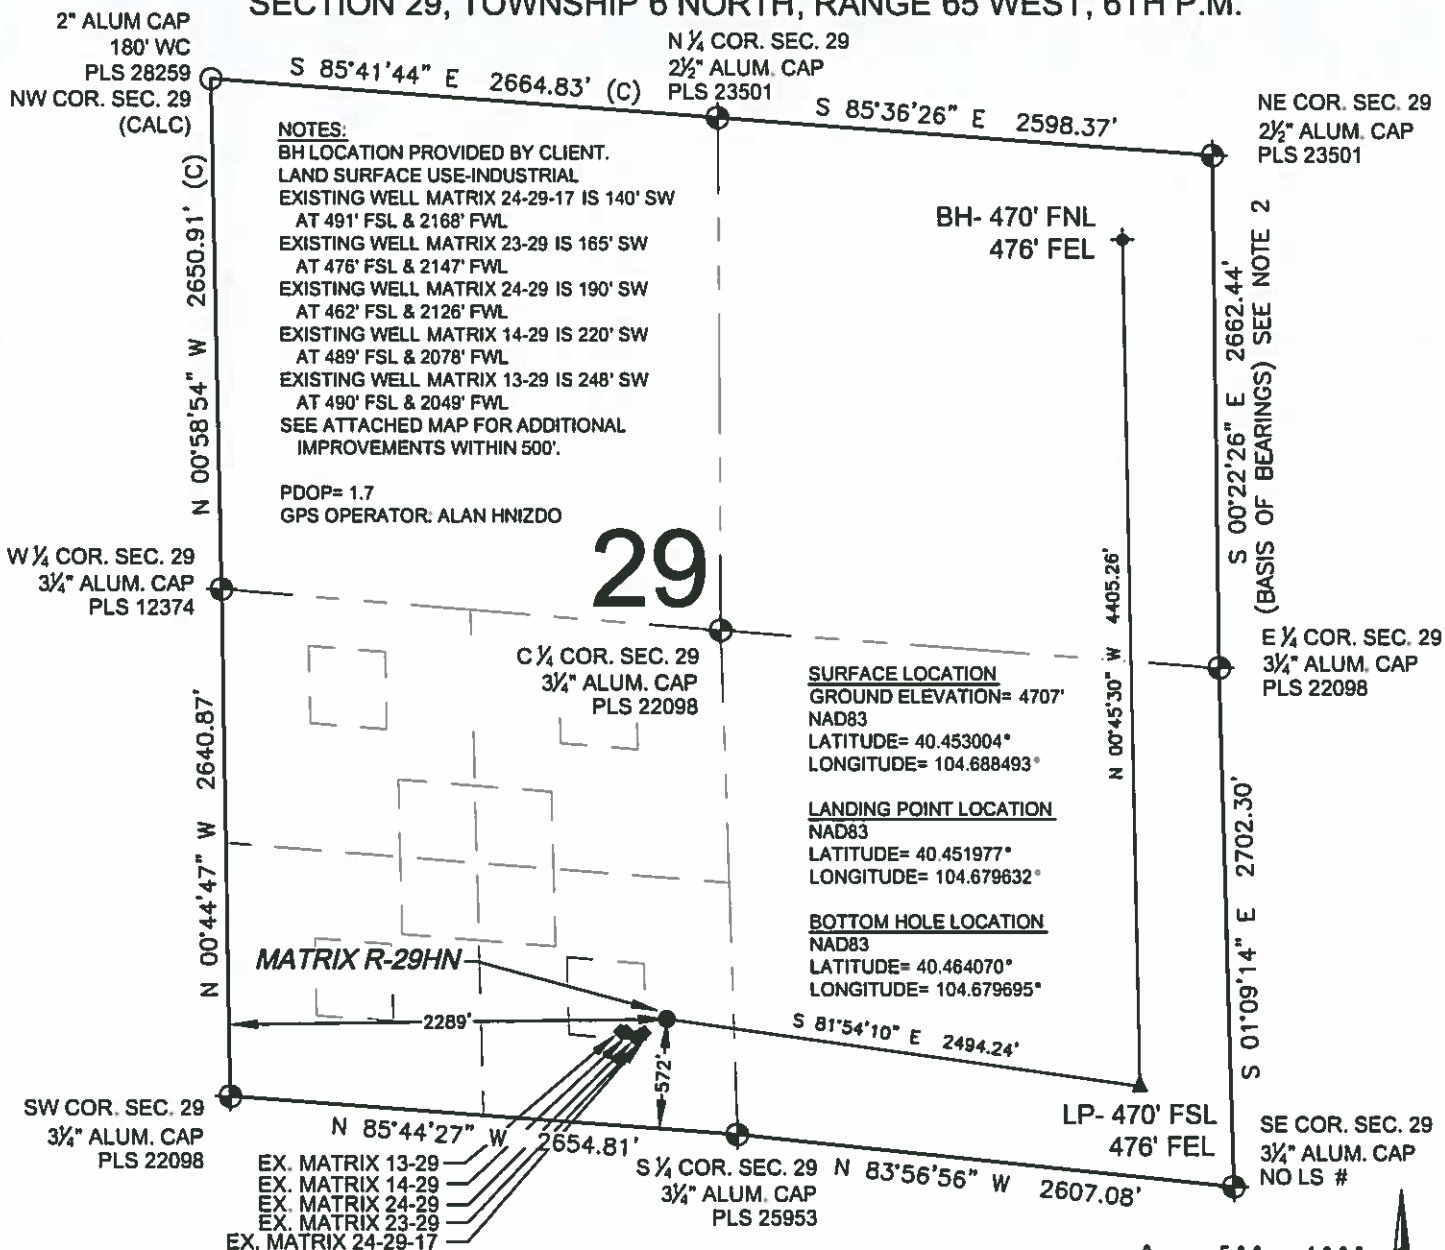 SECTION 29, TOWNSHIP 6 NORTH, RANGE 65 WEST, 6TH P.M.
2" ALUM CAP
180' WC
PLS 28259
NW COR. SEC. 29
(CALC)
S 85°41'44" E 2664.83' (C)
N ¼ COR. SEC. 29
2½" ALUM. CAP
PLS 23501
S 85°36'26" E 2598.37'
NE COR. SEC. 29
2½" ALUM. CAP
PLS 23501
NOTES:
BH LOCATION PROVIDED BY CLIENT.
LAND SURFACE USE-INDUSTRIAL
EXISTING WELL MATRIX 24-29-17 IS 140' SW
AT 491' FSL & 2168' FWL
EXISTING WELL MATRIX 23-29 IS 165' SW
AT 476' FSL & 2147' FWL
EXISTING WELL MATRIX 24-29 IS 190' SW
AT 462' FSL & 2126' FWL
EXISTING WELL MATRIX 14-29 IS 220' SW
AT 489' FSL & 2078' FWL
EXISTING WELL MATRIX 13-29 IS 248' SW
AT 490' FSL & 2049' FWL
SEE ATTACHED MAP FOR ADDITIONAL
IMPROVEMENTS WITHIN 500'.
PDOP= 1.7
GPS OPERATOR: ALAN HNIZDO
N 00°58'54" W 2650.91' (C)
BH- 470' FNL
476' FEL
S 00°22'26" E 2662.44'
(BASIS OF BEARINGS) SEE NOTE 2
29
W ¼ COR. SEC. 29
3¼" ALUM. CAP
PLS 12374
C ¼ COR. SEC. 29
3¼" ALUM. CAP
PLS 22098
N 00°45'30" W 4405.26'
E ¼ COR. SEC. 29
3¼" ALUM. CAP
PLS 22098
SURFACE LOCATION
GROUND ELEVATION= 4707'
NAD83
LATITUDE= 40.453004°
LONGITUDE= 104.688493°
LANDING POINT LOCATION
NAD83
LATITUDE= 40.451977°
LONGITUDE= 104.679632°
BOTTOM HOLE LOCATION
NAD83
LATITUDE= 40.464070°
LONGITUDE= 104.679695°
N 00°44'47" W 2640.87'
S 01°09'14" E 2702.30'
MATRIX R-29HN
2289'
572'
S 81°54'10" E 2494.24'
LP- 470' FSL
476' FEL
SW COR. SEC. 29
3¼" ALUM. CAP
PLS 22098
N 85°44'27" W 2654.81'
EX. MATRIX 13-29
EX. MATRIX 14-29
EX. MATRIX 24-29
EX. MATRIX 23-29
EX. MATRIX 24-29-17
S ¼ COR. SEC. 29
3¼" ALUM. CAP
PLS 25953
N 83°56'56" W 2607.08'
SE COR. SEC. 29
3¼" ALUM. CAP
NO LS #